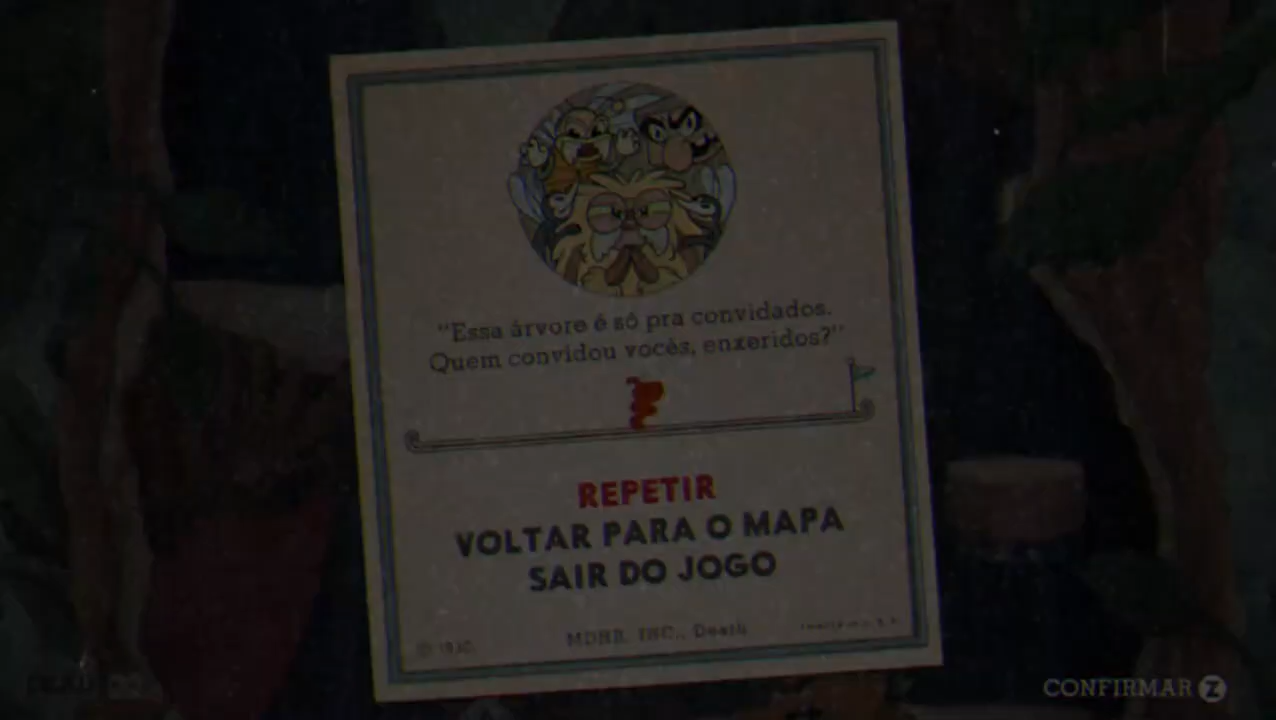 “Essa árvore é só pra convidados.
Quem convidou vocês, enxeridos?”
REPETIR
VOLTAR PARA O MAPA
SAIR DO JOGO
© 1930
MDHR. INC., Death
CONFIRMAR Z